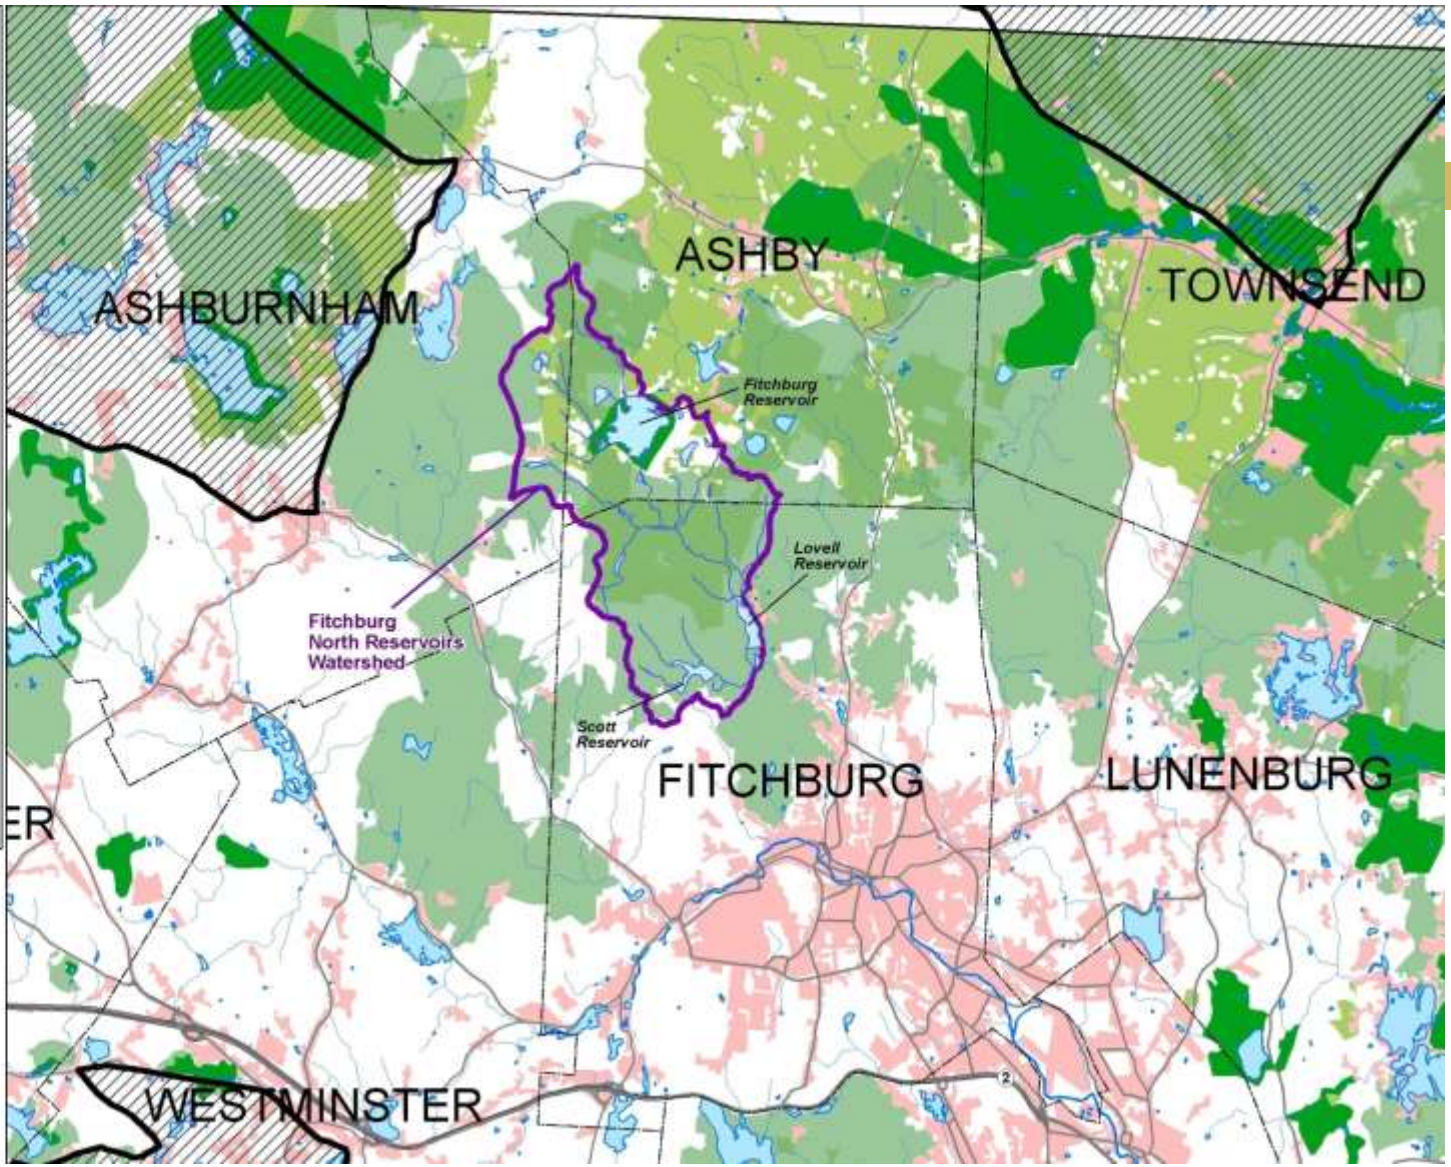 ASHBY
TOWNSEND
ASHBURNHAM
Fitchburg
Reservoir
Lovell
Reservoir
Fitchburg
North Reservoirs
Watershed
Scott
Reservoir
FITCHBURG
LUNENBURG
ER
2
WESTMINSTER